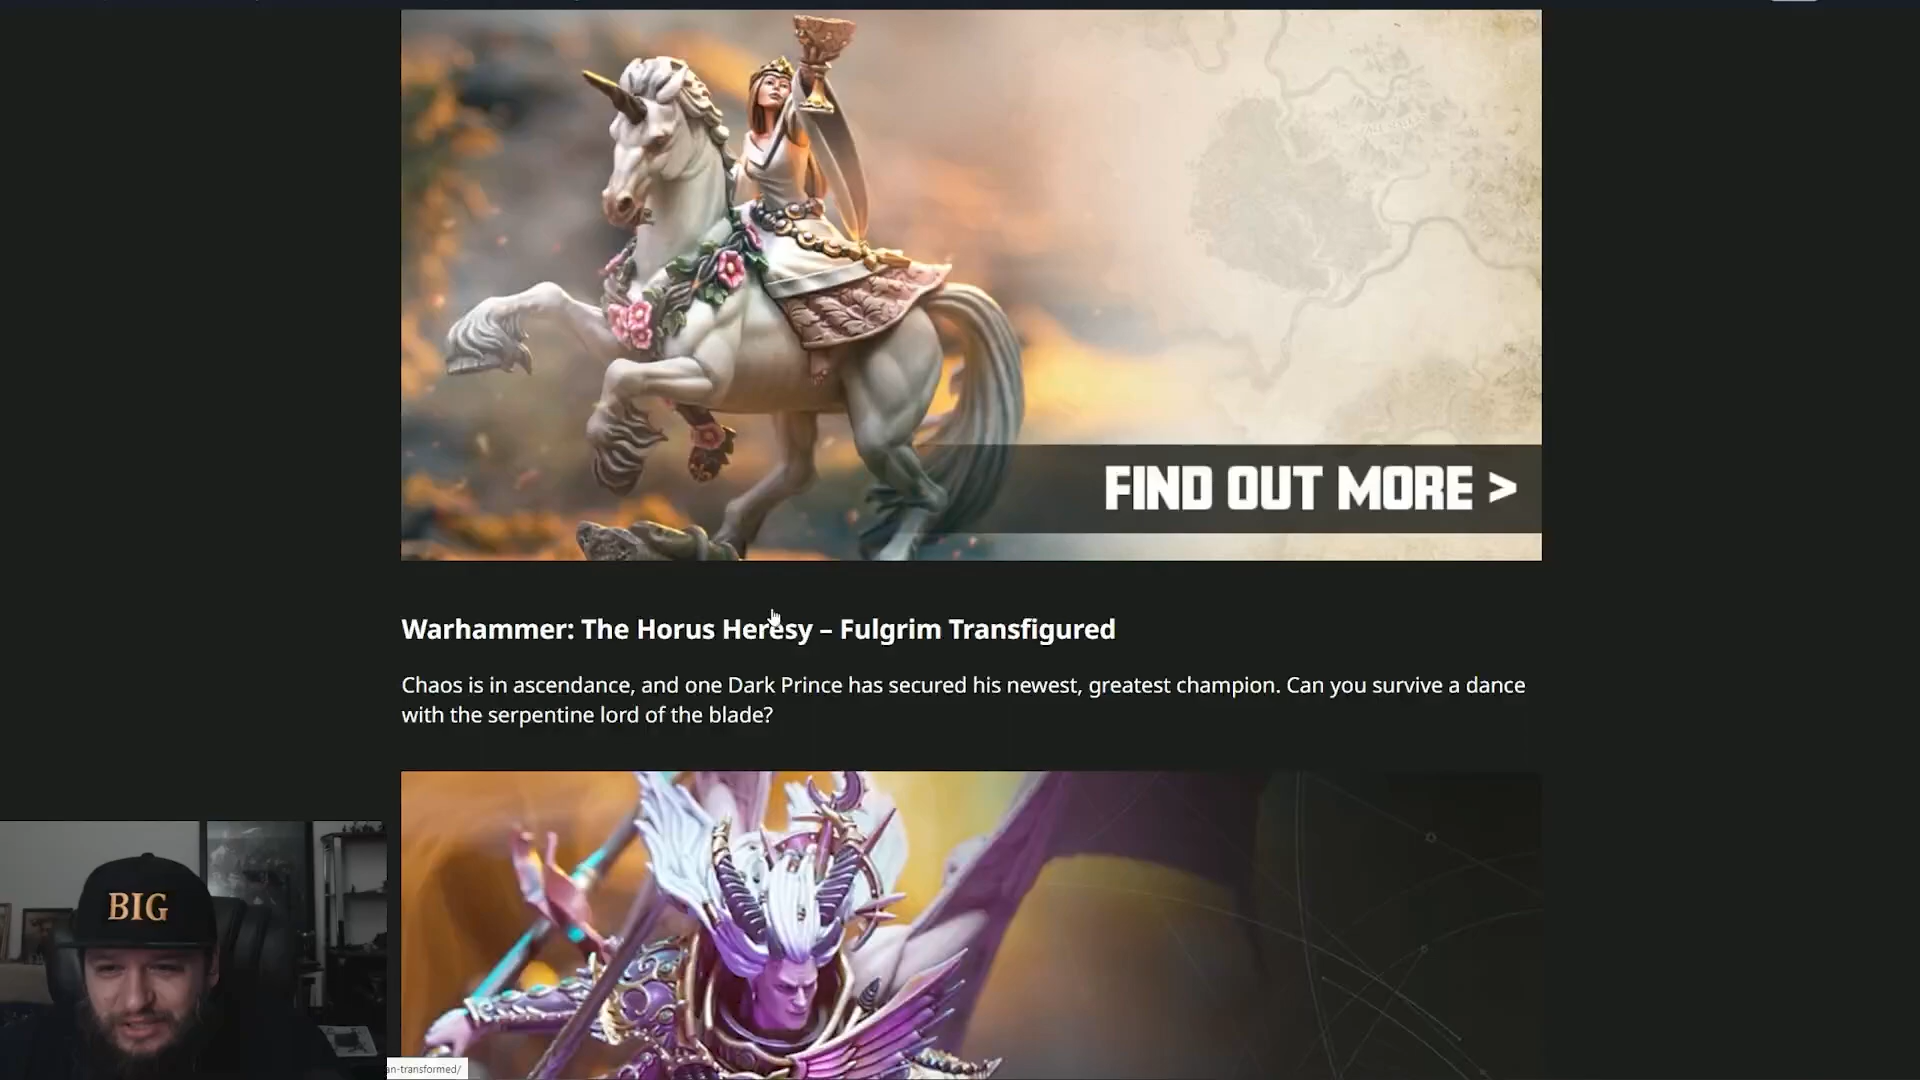 FIND OUT MORE >
Warhammer: The Horus Heresy – Fulgrim Transfigured
Chaos is in ascendance, and one Dark Prince has secured his newest, greatest champion. Can you survive a dance
with the serpentine lord of the blade?
BIG
an-transformed/